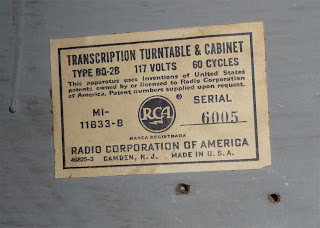 TRANSCRIPTION TURNTABLE & CABINET
TYPE BQ-2B 117 VOLTS 60 CYCLES
This apparatus uses inventions of United States
patents owned by or licensed to Radio Corporation
of America. Patent numbers supplied upon request.
MI-
11833-B
RCA
®
MARCA REGISTRADA
SERIAL
6005
RADIO CORPORATION OF AMERICA
46825-3 CAMDEN, N. J. MADE IN U.S.A.